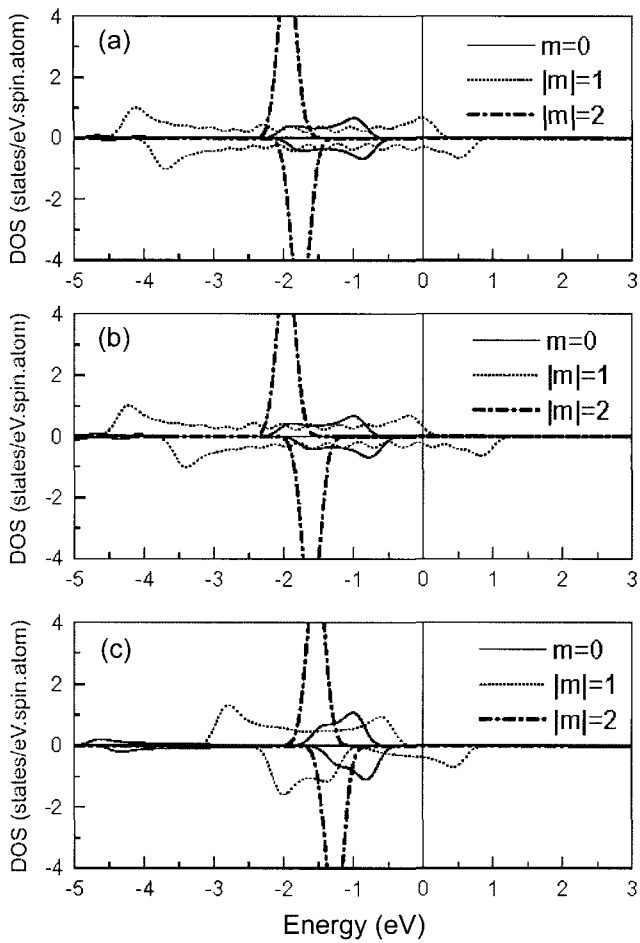 (a)
m=0
|m|=1
|m|=2
DOS (states/eV.spin.atom)
4
2
0
-2
-4
-5 -4 -3 -2 -1 0 1 2 3
(b)
m=0
|m|=1
|m|=2
DOS (states/eV.spin.atom)
4
2
0
-2
-4
-5 -4 -3 -2 -1 0 1 2 3
(c)
m=0
|m|=1
|m|=2
DOS (states/eV.spin.atom)
4
2
0
-2
-4
-5 -4 -3 -2 -1 0 1 2 3
Energy (eV)